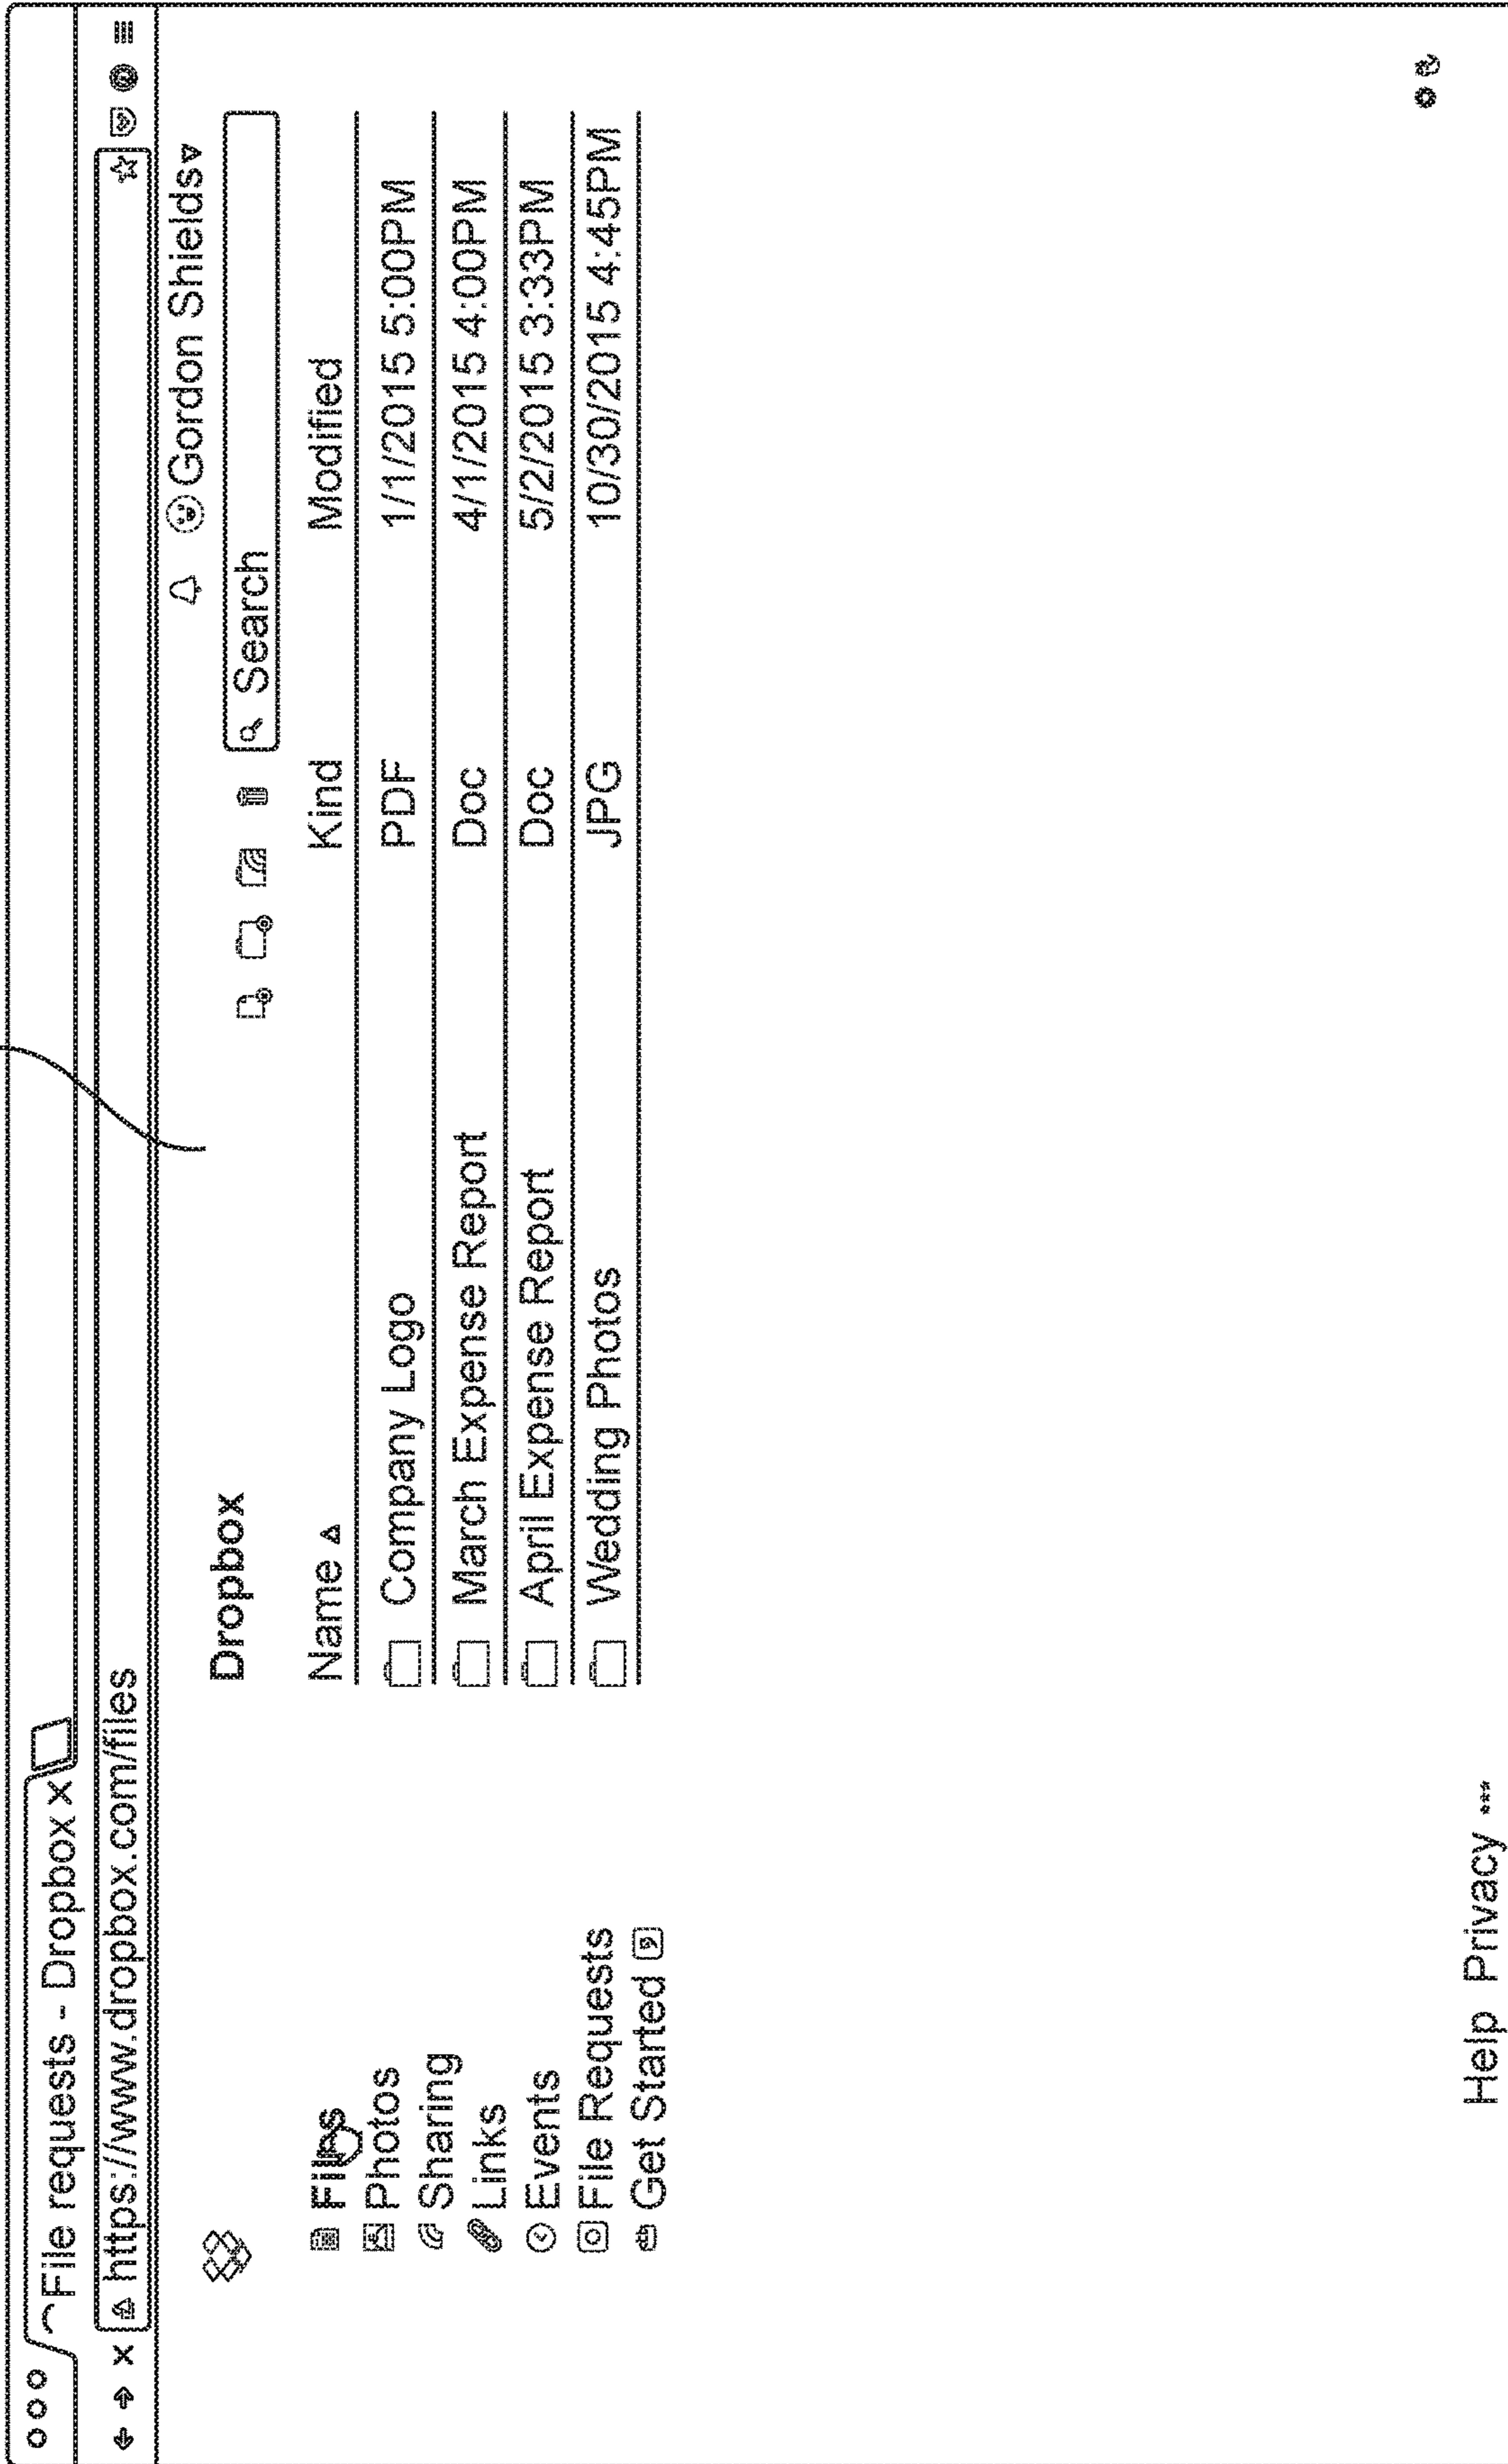 File requests - Dropbox X
https://www.dropbox.com/files
Gordon Shields
Dropbox
Search
Name Kind Modified
Company Logo PDF 1/1/2015 5:00PM
March Expense Report Doc 4/1/2015 4:00PM
April Expense Report Doc 5/2/2015 3:33PM
Wedding Photos JPG 10/30/2015 4:45PM
Files
Photos
Sharing
Links
Events
File Requests
Get Started
Help Privacy ***